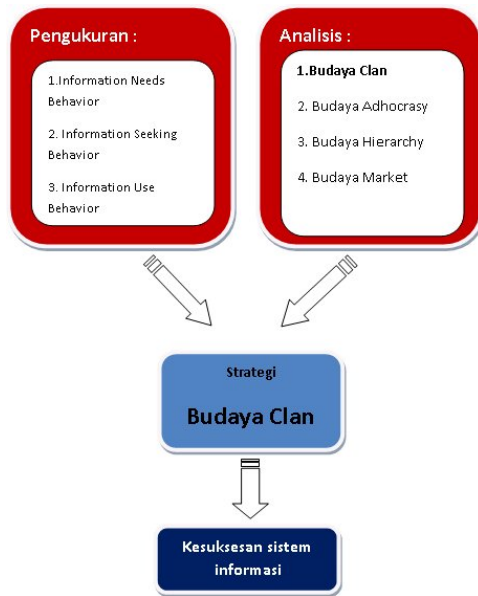 Pengukuran :
1.Information Needs
Behavior
2. Information Seeking
Behavior
3. Information Use
Behavior
Analisis :
1.Budaya Clan
2. Budaya Adhocrasy
3. Budaya Hierarchy
4. Budaya Market
Strategi
Budaya Clan
Kesuksesan sistem
informasi